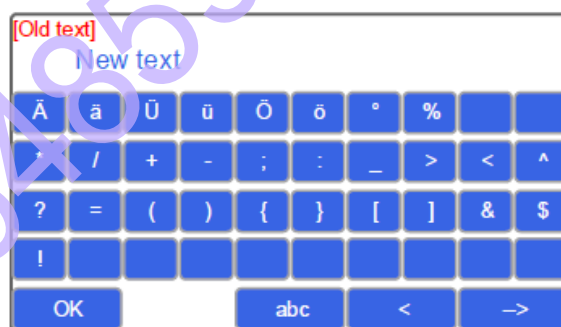 [Old text]
New text
Ä ä Ü ü Ö ö ° %
* / + - ; : _ > < ^
? = ( ) { } [ ] & $
!
OK abc < -->